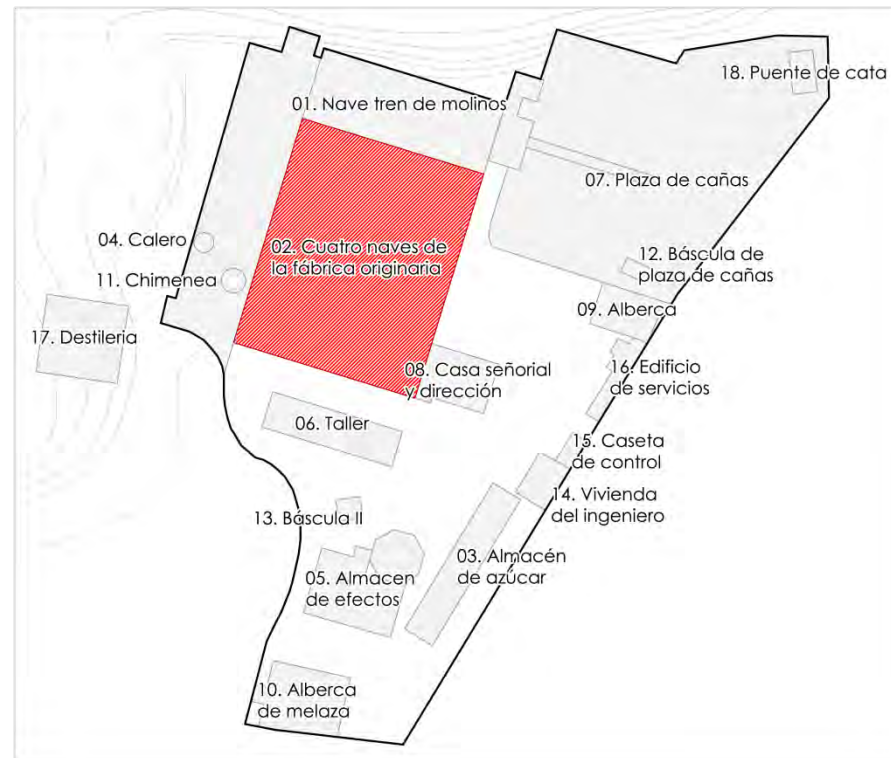 18. Puente de cata
01. Nave tren de molinos
07. Plaza de cañas
04. Calero
02. Cuatro naves de
la fábrica originaria
12. Báscula de
plaza de cañas
11. Chimenea
09. Alberca
17. Destileria
08. Casa señorial
y dirección
16. Edificio
de servicios
06. Taller
15. Caseta
de control
14. Vivienda
del ingeniero
13. Báscula II
03. Almacén
de azúcar
05. Almacen
de efectos
10. Alberca
de melaza